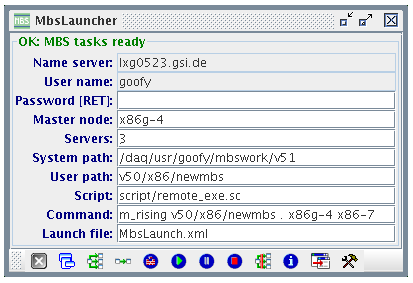 MBS MbsLauncher
OK: MBS tasks ready
Name server: lxg0523.gsi.de
User name: goofy
Password [RET]:
Master node: x86g-4
Servers: 3
System path: /daq/usr/goofy/mbswork/v51
User path: v50/x86/newmbs
Script: script/remote_exe.sc
Command: m_rising v50/x86/newmbs . x86g-4 x86-7
Launch file: MbsLaunch.xml